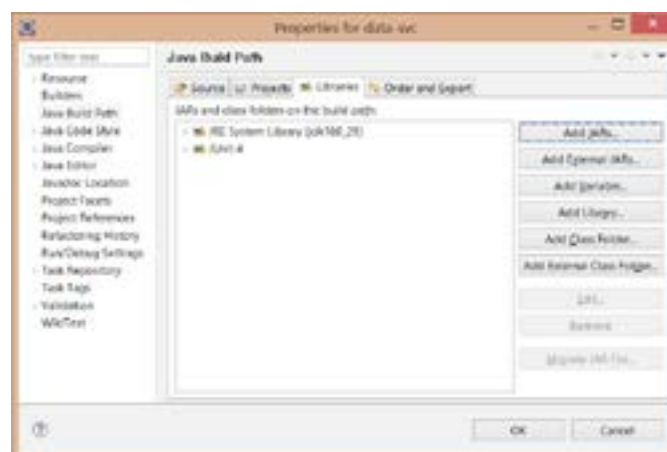 Properties for data-svc
type filter text
Java Build Path
Resource
Builders
Java Build Path
Java Code Style
Java Compiler
Java Editor
Javadoc Location
Project Facets
Project References
Refactoring History
Run/Debug Settings
Task Repository
Task Tags
Validation
WikiText
Source Projects Libraries Order and Export
JARs and class folders on the build path:
JRE System Library
JUnit 4
Add JARs...
Add External JARs...
Add Variable...
Add Library...
Add Class Folder...
Add External Class Folder...
Edit...
Remove
Migrate JAR File...
OK Cancel